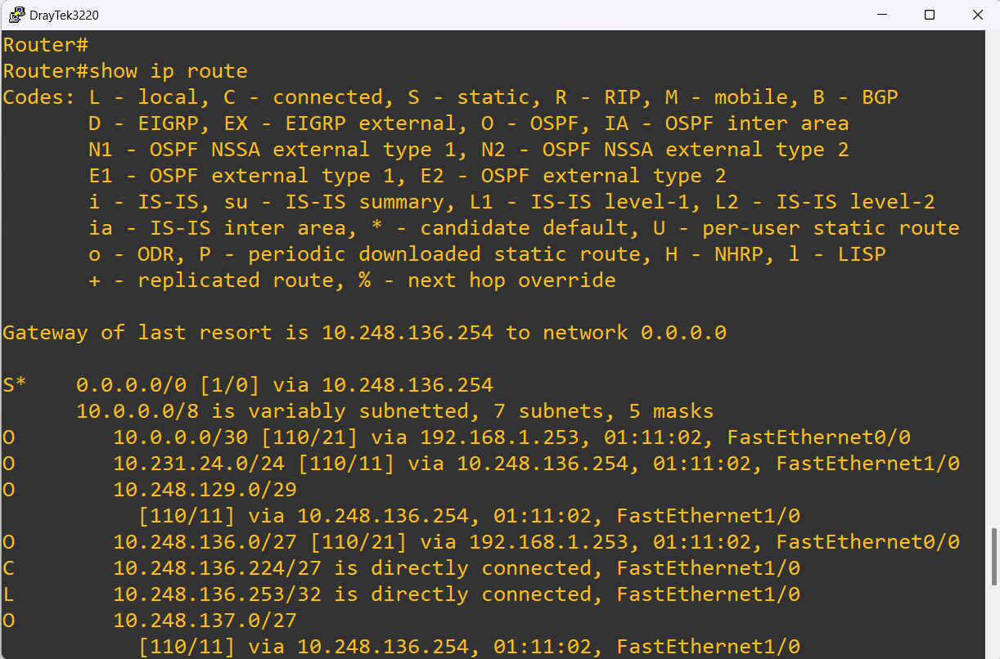 DrayTek3220
Router#
Router#show ip route
Codes: L - local, C - connected, S - static, R - RIP, M - mobile, B - BGP
       D - EIGRP, EX - EIGRP external, O - OSPF, IA - OSPF inter area
       N1 - OSPF NSSA external type 1, N2 - OSPF NSSA external type 2
       E1 - OSPF external type 1, E2 - OSPF external type 2
       i - IS-IS, su - IS-IS summary, L1 - IS-IS level-1, L2 - IS-IS level-2
       ia - IS-IS inter area, * - candidate default, U - per-user static route
       o - ODR, P - periodic downloaded static route, H - NHRP, l - LISP
       + - replicated route, % - next hop override
Gateway of last resort is 10.248.136.254 to network 0.0.0.0
S*    0.0.0.0/0 [1/0] via 10.248.136.254
      10.0.0.0/8 is variably subnetted, 7 subnets, 5 masks
O        10.0.0.0/30 [110/21] via 192.168.1.253, 01:11:02, FastEthernet0/0
O        10.231.24.0/24 [110/11] via 10.248.136.254, 01:11:02, FastEthernet1/0
O        10.248.129.0/29
           [110/11] via 10.248.136.254, 01:11:02, FastEthernet1/0
O        10.248.136.0/27 [110/21] via 192.168.1.253, 01:11:02, FastEthernet0/0
C        10.248.136.224/27 is directly connected, FastEthernet1/0
L        10.248.136.253/32 is directly connected, FastEthernet1/0
O        10.248.137.0/27
           [110/11] via 10.248.136.254, 01:11:02, FastEthernet1/0